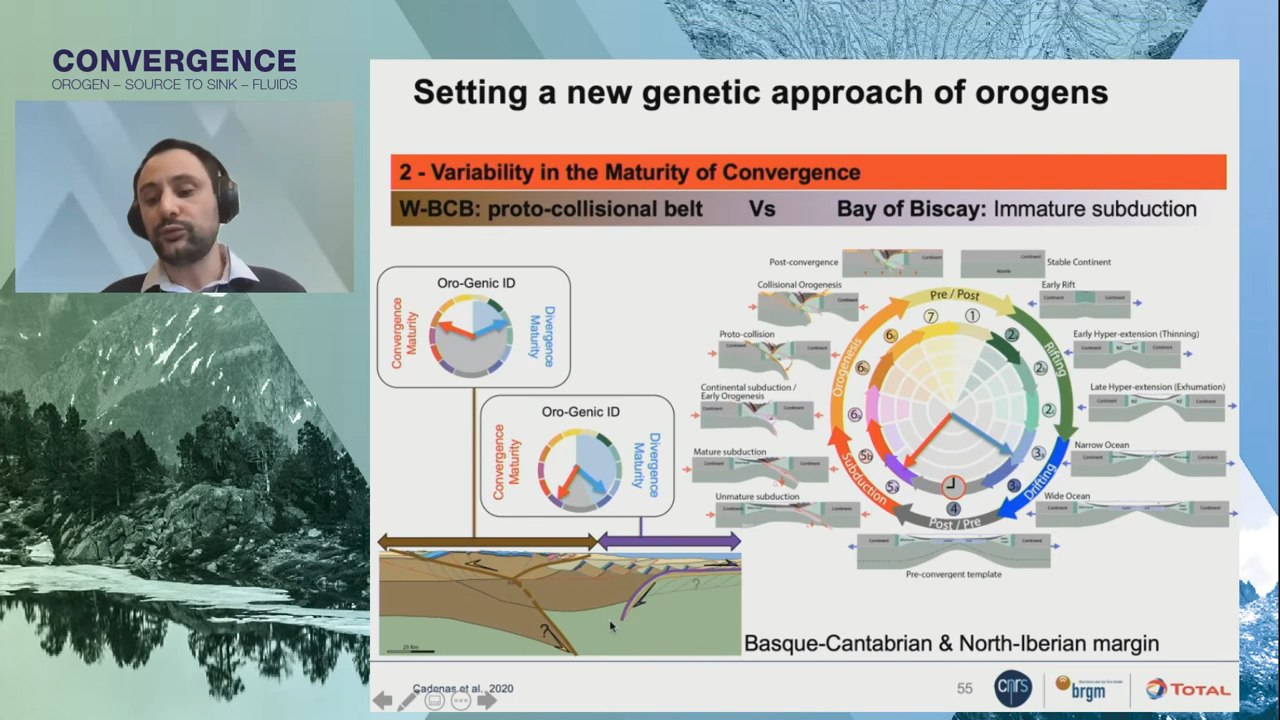 CONVERGENCE
OROGEN – SOURCE TO SINK – FLUIDS
Setting a new genetic approach of orogens
2 - Variability in the Maturity of Convergence
W-BCB: proto-collisional belt Vs Bay of Biscay: Immature subduction
Oro-Genic ID
Convergence Maturity
Divergence Maturity
Oro-Genic ID
Convergence Maturity
Divergence Maturity
Post-convergence
Stable Continent
Collisional Orogenesis
Early Rift
Proto-collision
Early Hyper-extension (Thinning)
Continental subduction /
Early Orogenesis
Late Hyper-extension (Exhumation)
Mature subduction
Narrow Ocean
Unmature subduction
Wide Ocean
Pre-convergent template
Pre / Post
Rifting
Drifting
Post / Pre
Subduction
Orogenesis
?
?
25 Km
Basque-Cantabrian & North-Iberian margin
Cadenas et al. 2020
55
cnrs
brgm
TOTAL